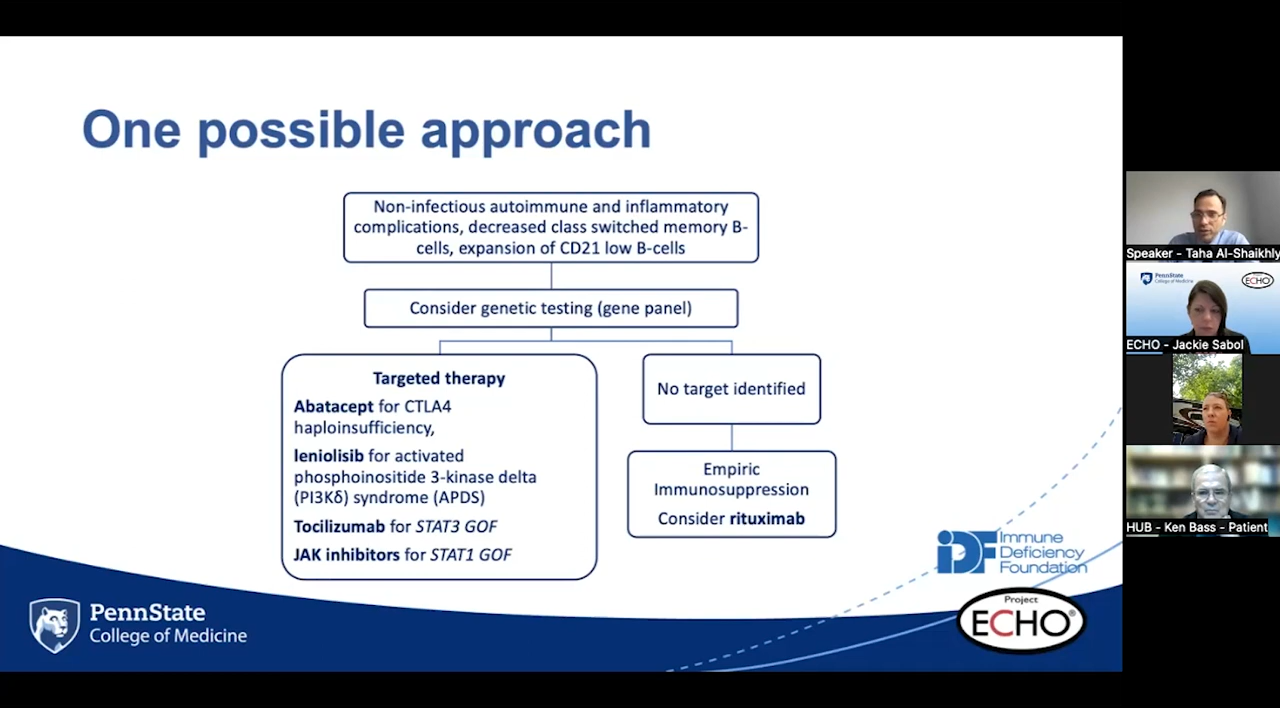 One possible approach
Non-infectious autoimmune and inflammatory
complications, decreased class switched memory B-
cells, expansion of CD21 low B-cells
Consider genetic testing (gene panel)
Targeted therapy
Abatacept for CTLA4
haploinsufficiency,
leniolisib for activated
phosphoinositide 3-kinase delta
(PI3Kδ) syndrome (APDS)
Tocilizumab for STAT3 GOF
JAK inhibitors for STAT1 GOF
No target identified
Empiric
Immunosuppression
Consider rituximab
PennState
College of Medicine
iDF Immune
Deficiency
Foundation
Project
ECHO®
Speaker - Taha Al-Shaikhly
PennState
College of Medicine
ECHO
ECHO - Jackie Sabol
HUB - Ken Bass - Patient